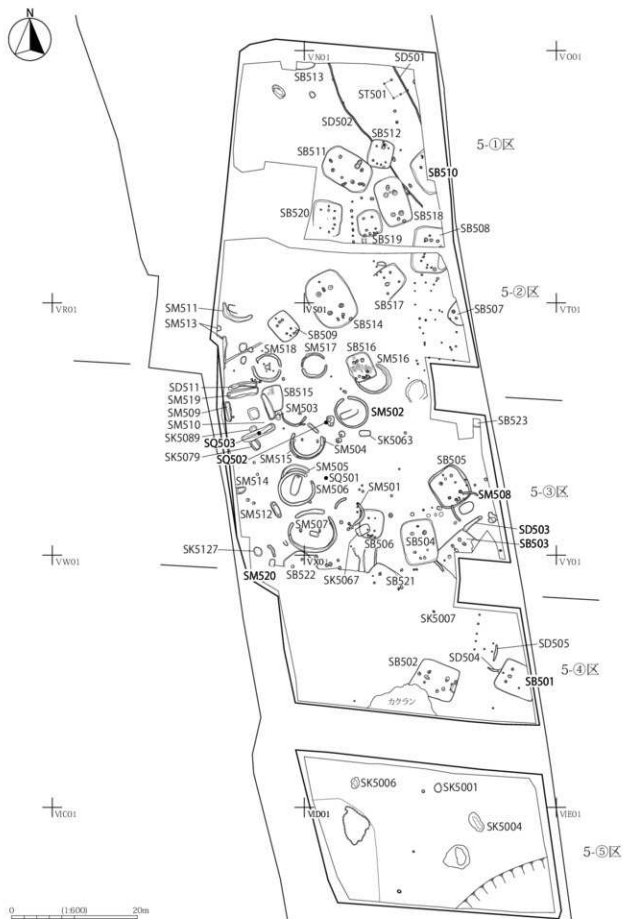 N
VN01
VO01
SD501
SB513
ST501
SD502
SB512
5-①区
SB511
SB510
SB520
SB518
SB519
SB508
5-②区
SB517
SM511
VR01
VS01
SB507
VT01
SM513
SB514
SB509
SM518
SM517
SB516
SM516
SD511
SM519
SB515
SM509
SM503
SM502
SM510
SB523
SK5089
SQ503
SM504
SK5063
SK5079
SQ502
SM515
SB505
SM505
5-③区
SM514
SQ501
SM506
SM501
SM508
SM512
SD503
SM507
SB504
SB503
SK5127
SB506
VW01
VX01
VY01
SM520
SB522
SK5067
SB521
SK5007
SD505
SD504
SB502
5-④区
SB501
カクラン
SK5006
SK5001
VIC01
VID01
VIE01
SK5004
5-⑤区
0
(1:600)
20m